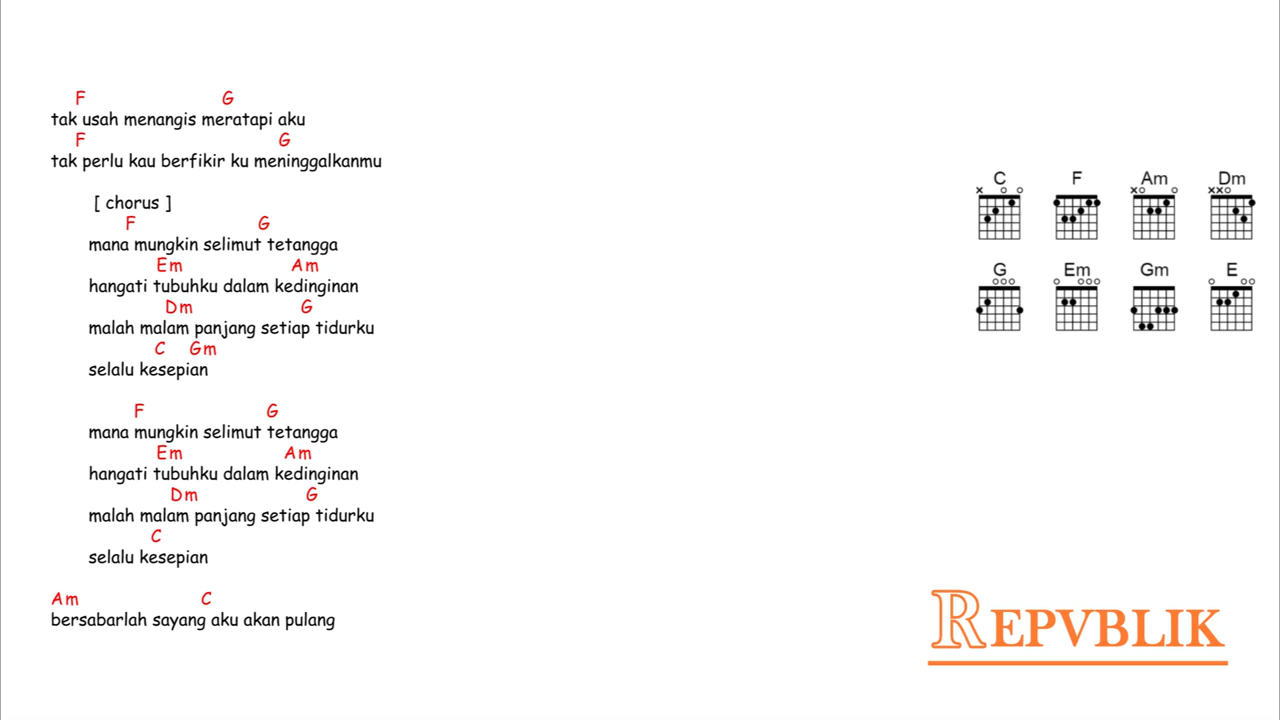 F G
tak usah menangis meratapi aku
F G
tak perlu kau berfikir ku meninggalkanmu
[ chorus ]
F G
mana mungkin selimut tetangga
Em Am
hangati tubuhku dalam kedinginan
Dm G
malah malam panjang setiap tidurku
C Gm
selalu kesepian
F G
mana mungkin selimut tetangga
Em Am
hangati tubuhku dalam kedinginan
Dm G
malah malam panjang setiap tidurku
C
selalu kesepian
Am C
bersabarlah sayang aku akan pulang
C F Am Dm
G Em Gm E
REPVBLIK